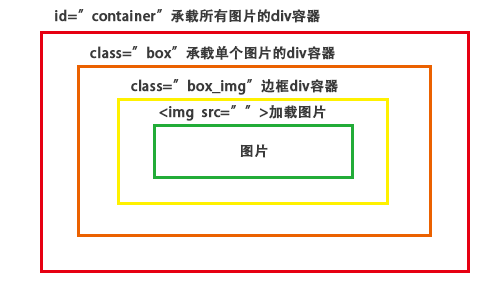 id=”container”承载所有图片的div容器
class=”box”承载单个图片的div容器
class=”box_img”边框div容器
<img src=”” >加载图片
图片